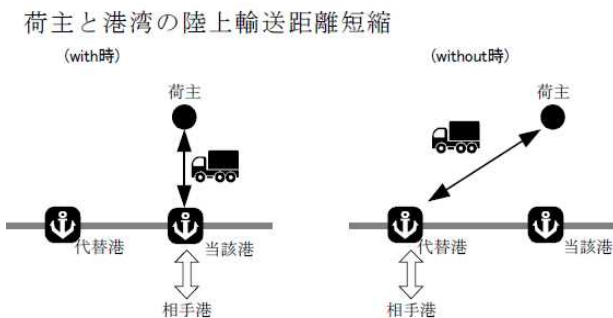 荷主と港湾の陸上輸送距離短縮
(with時)
(without時)
荷主
荷主
代替港
当該港
代替港
当該港
相手港
相手港